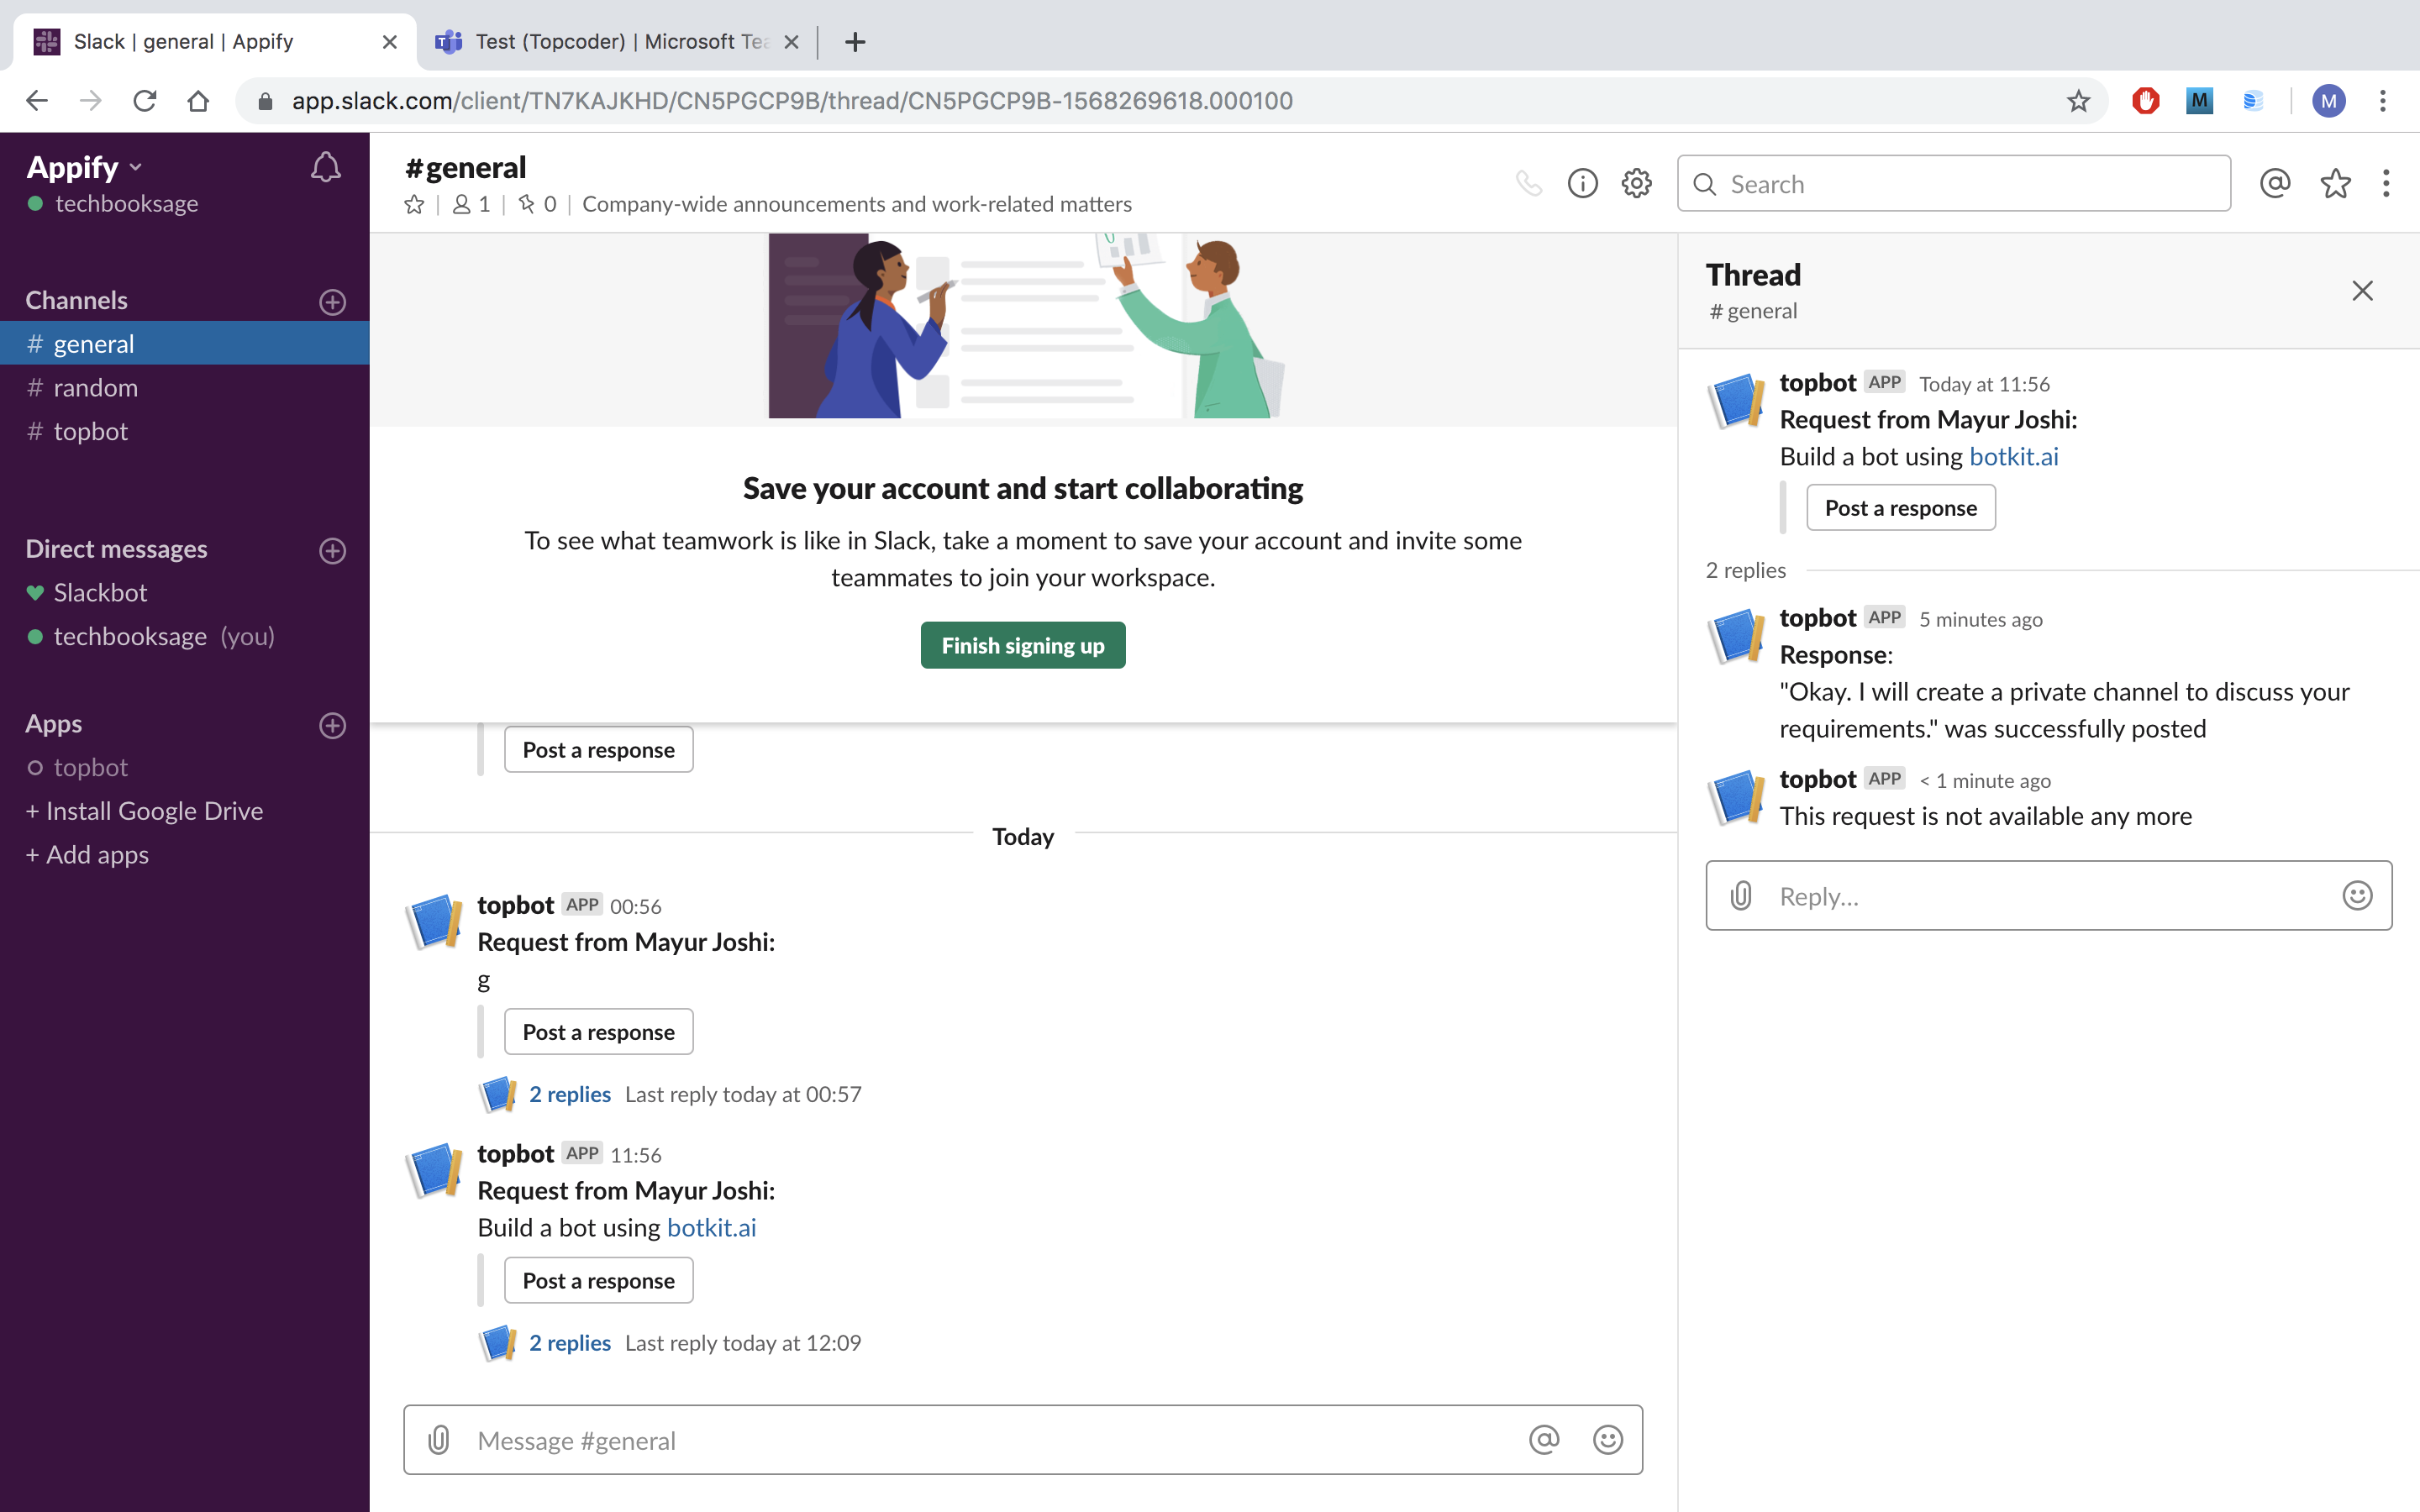 Slack | general | Appify
Test (Topcoder) | Microsoft Tea
app.slack.com/client/TN7KAJKHD/CN5PGCP9B/thread/CN5PGCP9B-1568269618.000100
M
M
Appify
techbooksage
Channels
# general
# random
# topbot
Direct messages
Slackbot
techbooksage (you)
Apps
topbot
+ Install Google Drive
+ Add apps
#general
1 | 0 | Company-wide announcements and work-related matters
Search
Save your account and start collaborating
To see what teamwork is like in Slack, take a moment to save your account and invite some
teammates to join your workspace.
Finish signing up
Post a response
Today
topbot APP 00:56
Request from Mayur Joshi:
g
Post a response
2 replies Last reply today at 00:57
topbot APP 11:56
Request from Mayur Joshi:
Build a bot using botkit.ai
Post a response
2 replies Last reply today at 12:09
Message #general
Thread
# general
topbot APP Today at 11:56
Request from Mayur Joshi:
Build a bot using botkit.ai
Post a response
2 replies
topbot APP 5 minutes ago
Response:
"Okay. I will create a private channel to discuss your
requirements." was successfully posted
topbot APP < 1 minute ago
This request is not available any more
Reply...